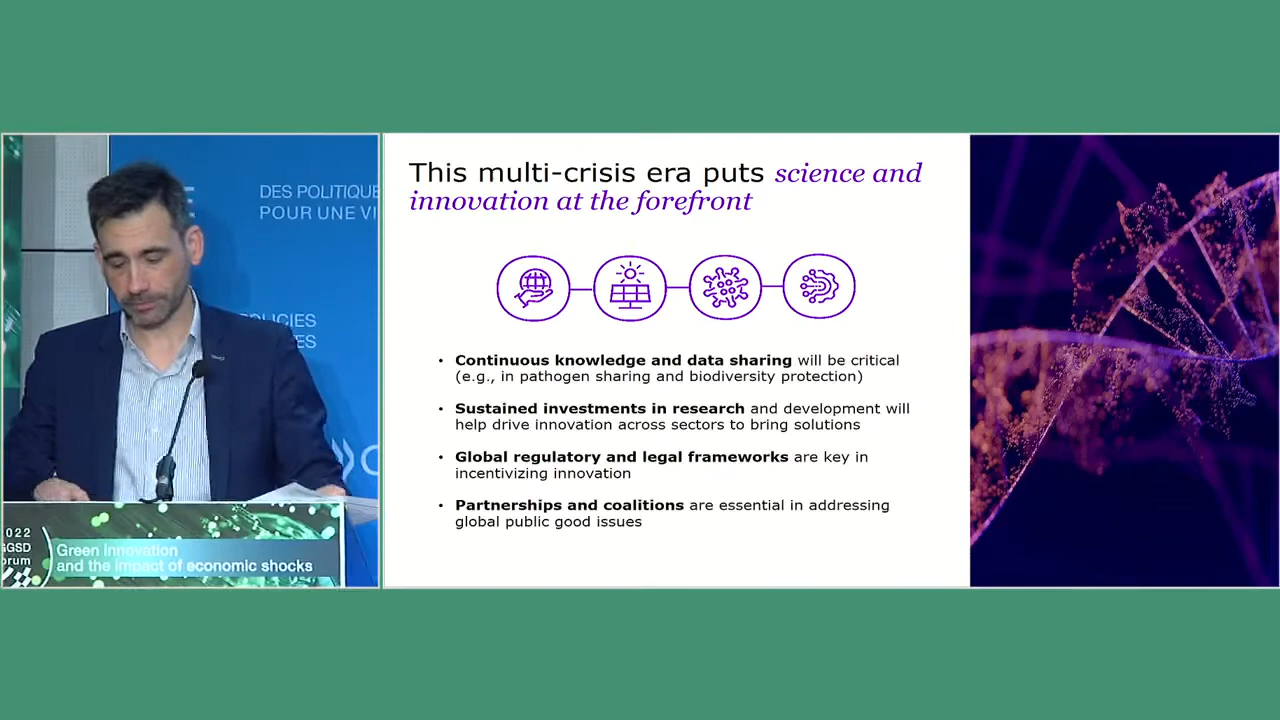 DES POLITIQUE
POUR UNE VI
2022
GGSD
Forum
Green innovation
and the impact of economic shocks
This multi-crisis era puts science and
innovation at the forefront
• Continuous knowledge and data sharing will be critical
(e.g., in pathogen sharing and biodiversity protection)
• Sustained investments in research and development will
help drive innovation across sectors to bring solutions
• Global regulatory and legal frameworks are key in
incentivizing innovation
• Partnerships and coalitions are essential in addressing
global public good issues